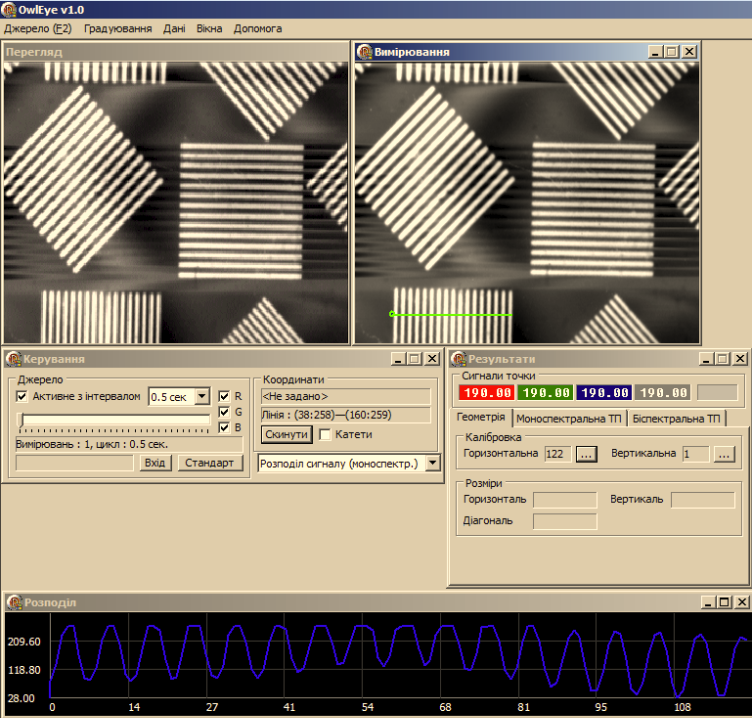 OwlEye v1.0
Джерело (F2) Градуювання Дані Вікна Допомога
Перегляд
Вимірювання
Керування
Джерело
Активне з інтервалом 0.5 сек
R
G
B
Вимірювань : 1, цикл : 0.5 сек.
Вхід Стандарт
Координати
<Не задано>
Лінія : (38:258)—(160:259)
Скинути Катети
Розподіл сигналу (моноспектр.)
Результати
Сигнали точки
190.00 190.00 190.00 190.00
Геометрія Моноспектральна ТП Біспектральна ТП
Калібровка
Горизонтальна 122 ... Вертикальна 1 ...
Розміри
Горизонталь Вертикаль
Діагональ
Розподіл
209.60
118.80
28.00
0 14 27 41 54 68 81 95 108